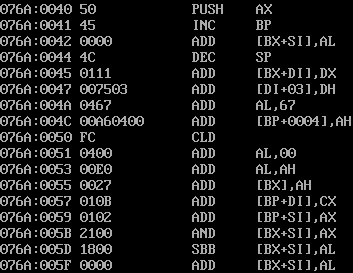 076A:0040 50 PUSH AX
076A:0041 45 INC BP
076A:0042 0000 ADD [BX+SI],AL
076A:0044 4C DEC SP
076A:0045 0111 ADD [BX+DI],DX
076A:0047 007503 ADD [DI+03],DH
076A:004A 0467 ADD AL,67
076A:004C 00A60400 ADD [BP+0004],AH
076A:0050 FC CLD
076A:0051 0400 ADD AL,00
076A:0053 00E0 ADD AL,AH
076A:0055 0027 ADD [BX],AH
076A:0057 010B ADD [BP+DI],CX
076A:0059 0102 ADD [BP+SI],AX
076A:005B 2100 AND [BX+SI],AX
076A:005D 1800 SBB [BX+SI],AL
076A:005F 0000 ADD [BX+SI],AL